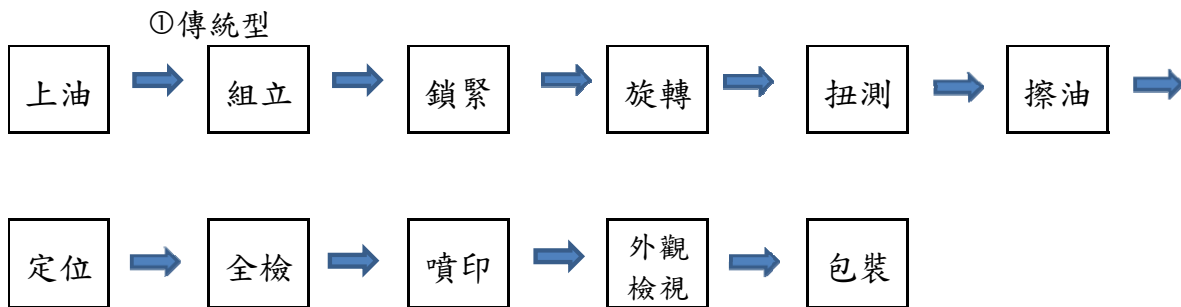 ①傳統型
上油 組立 鎖緊 旋轉 扭測 擦油
定位 全檢 噴印 外觀檢視 包裝